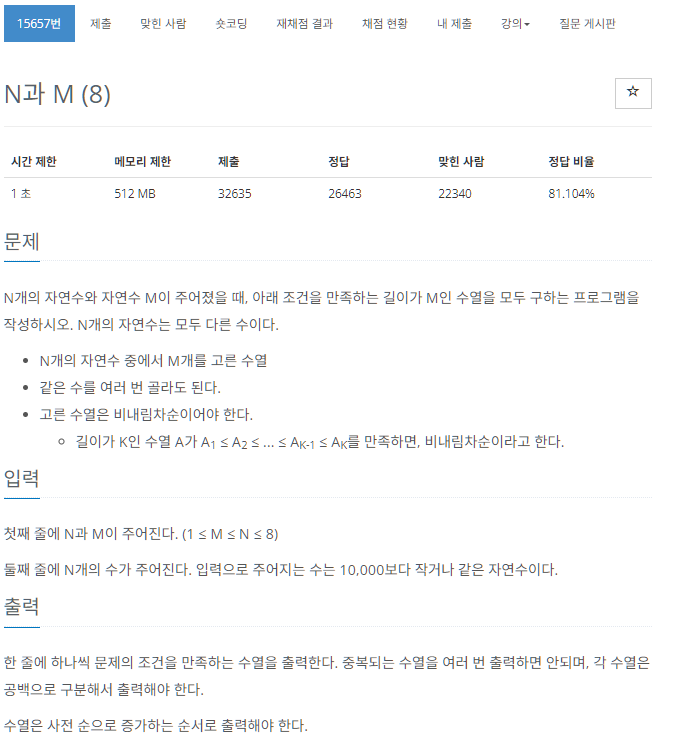 15657번 제출 맞힌 사람 숏코딩 재채점 결과 채점 현황 내 제출 강의 질문 게시판
N과 M (8)
시간 제한 메모리 제한 제출 정답 맞힌 사람 정답 비율
1 초 512 MB 32635 26463 22340 81.104%
문제
N개의 자연수와 자연수 M이 주어졌을 때, 아래 조건을 만족하는 길이가 M인 수열을 모두 구하는 프로그램을
작성하시오. N개의 자연수는 모두 다른 수이다.
N개의 자연수 중에서 M개를 고른 수열
같은 수를 여러 번 골라도 된다.
고른 수열은 비내림차순이어야 한다.
길이가 K인 수열 A가 A1 ≤ A2 ≤ ... ≤ AK-1 ≤ AK를 만족하면, 비내림차순이라고 한다.
입력
첫째 줄에 N과 M이 주어진다. (1 ≤ M ≤ N ≤ 8)
둘째 줄에 N개의 수가 주어진다. 입력으로 주어지는 수는 10,000보다 작거나 같은 자연수이다.
출력
한 줄에 하나씩 문제의 조건을 만족하는 수열을 출력한다. 중복되는 수열을 여러 번 출력하면 안되며, 각 수열은
공백으로 구분해서 출력해야 한다.
수열은 사전 순으로 증가하는 순서로 출력해야 한다.